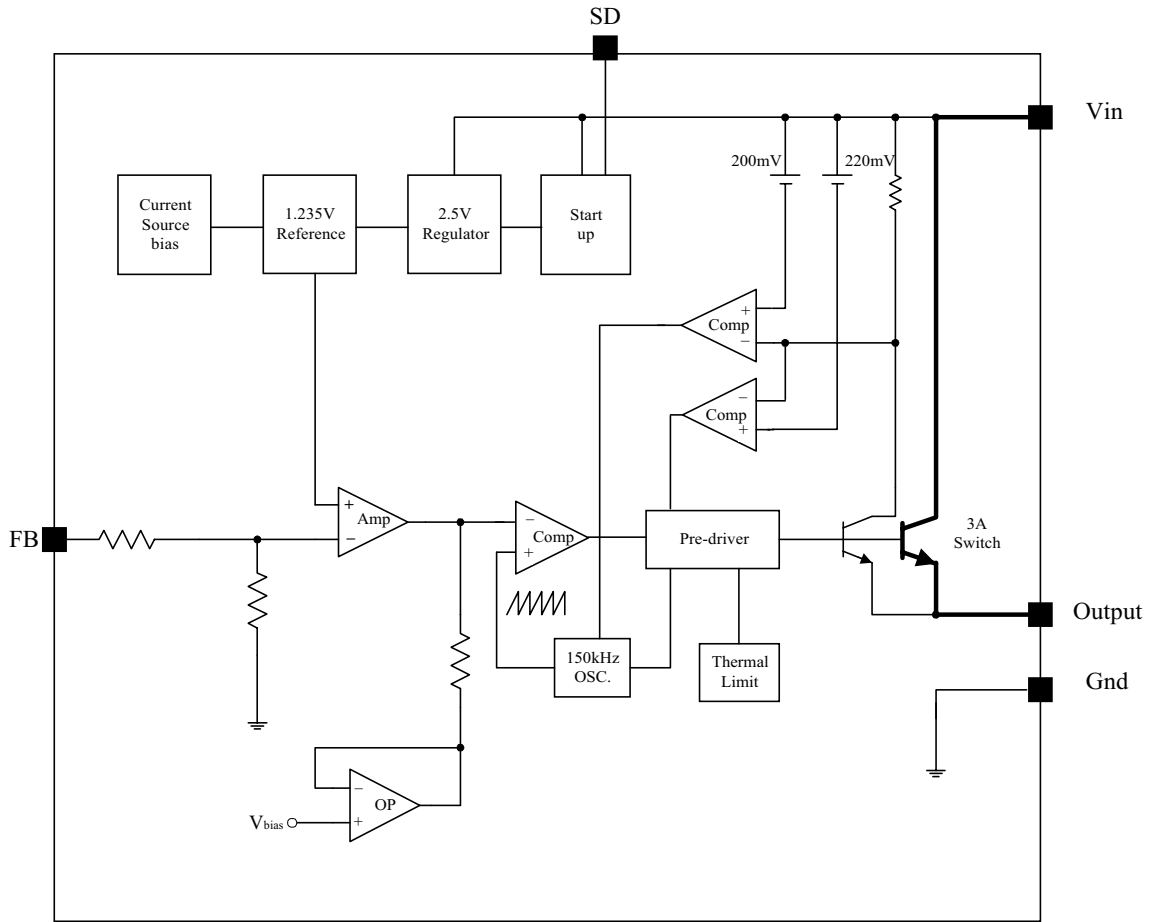 SD
Vin
200mV
220mV
Current
Source
bias
1.235V
Reference
2.5V
Regulator
Start
up
+
Comp
−
−
Comp
+
FB
+
Amp
−
−
Comp
+
Pre-driver
3A
Switch
Output
150kHz
OSC.
Thermal
Limit
Gnd
−
OP
Vbias
+